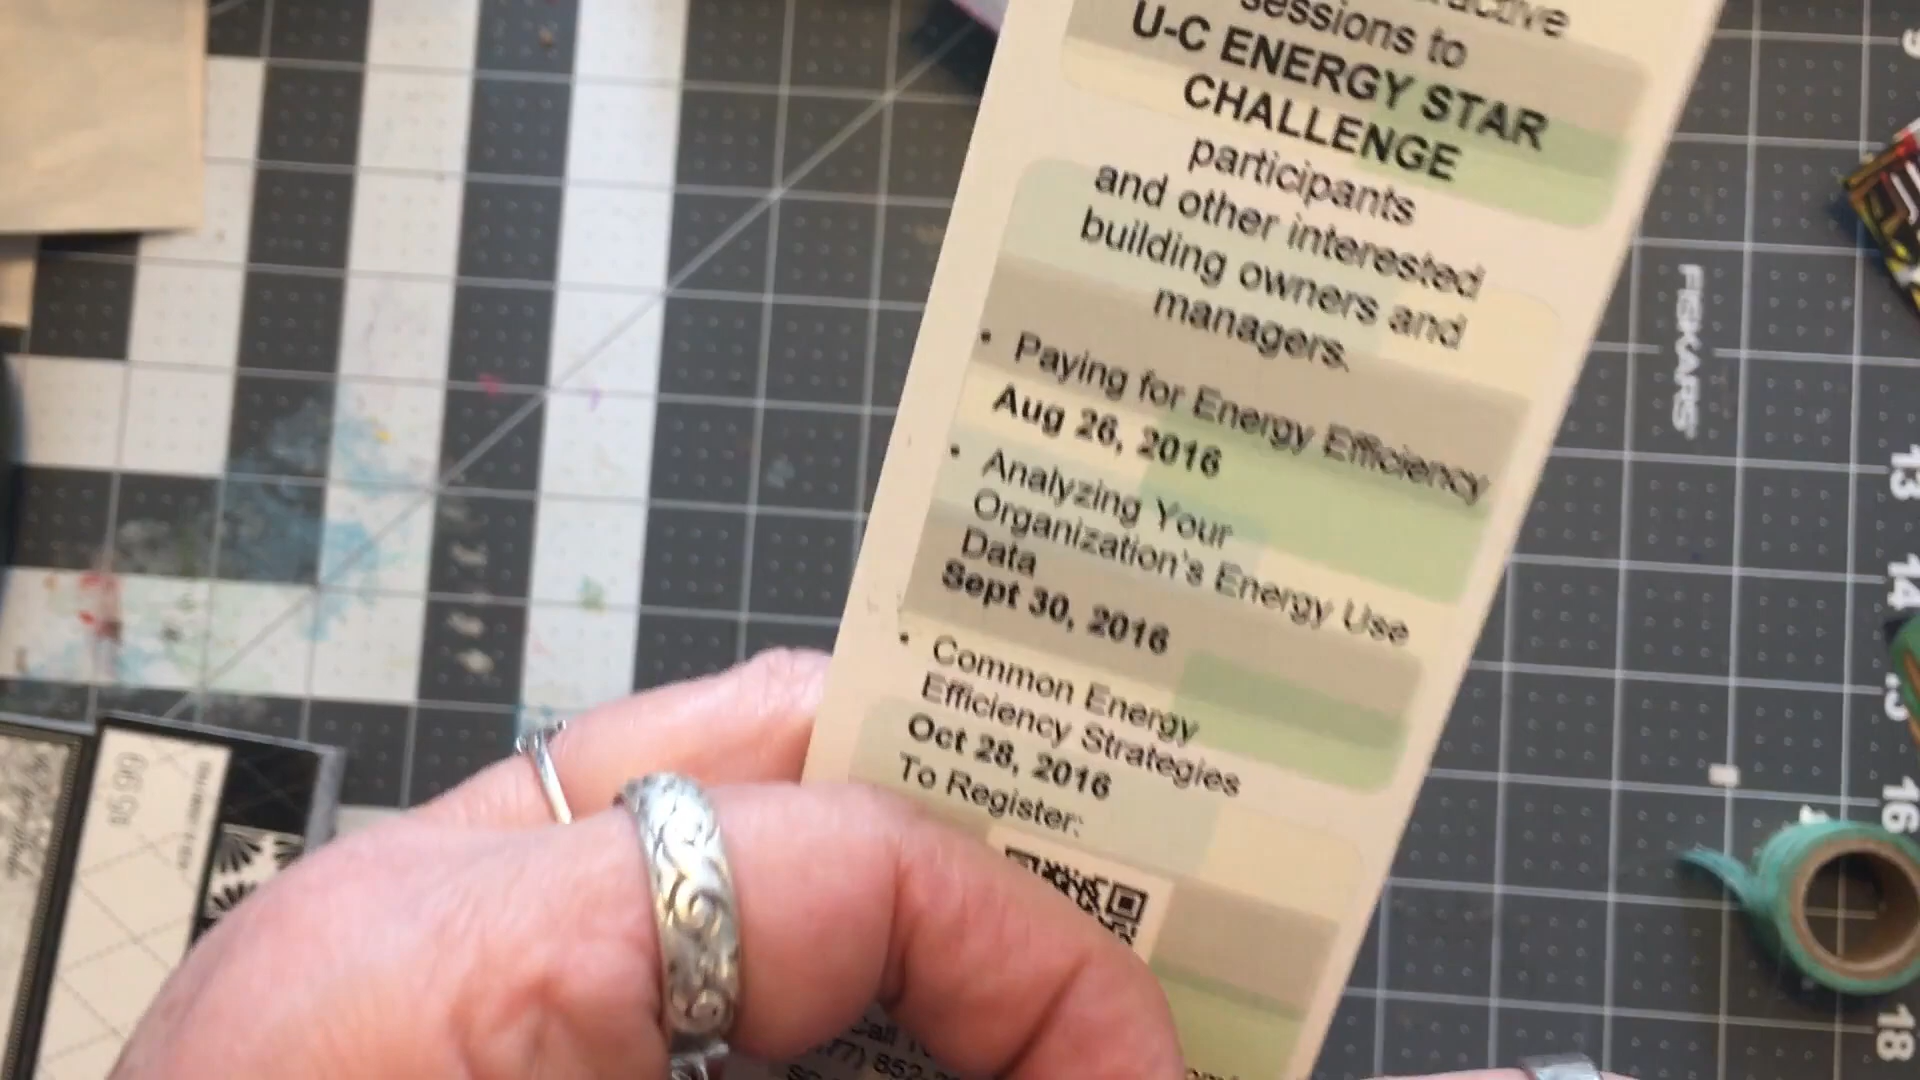 sessions to
U-C ENERGY STAR
CHALLENGE
participants
and other interested
building owners and
managers.
• Paying for Energy Efficiency
Aug 26, 2016
• Analyzing Your
Organization's Energy Use
Data
Sept 30, 2016
• Common Energy
Efficiency Strategies
Oct 28, 2016
To Register:
Call
852-
FISKARS
13
14
16
18